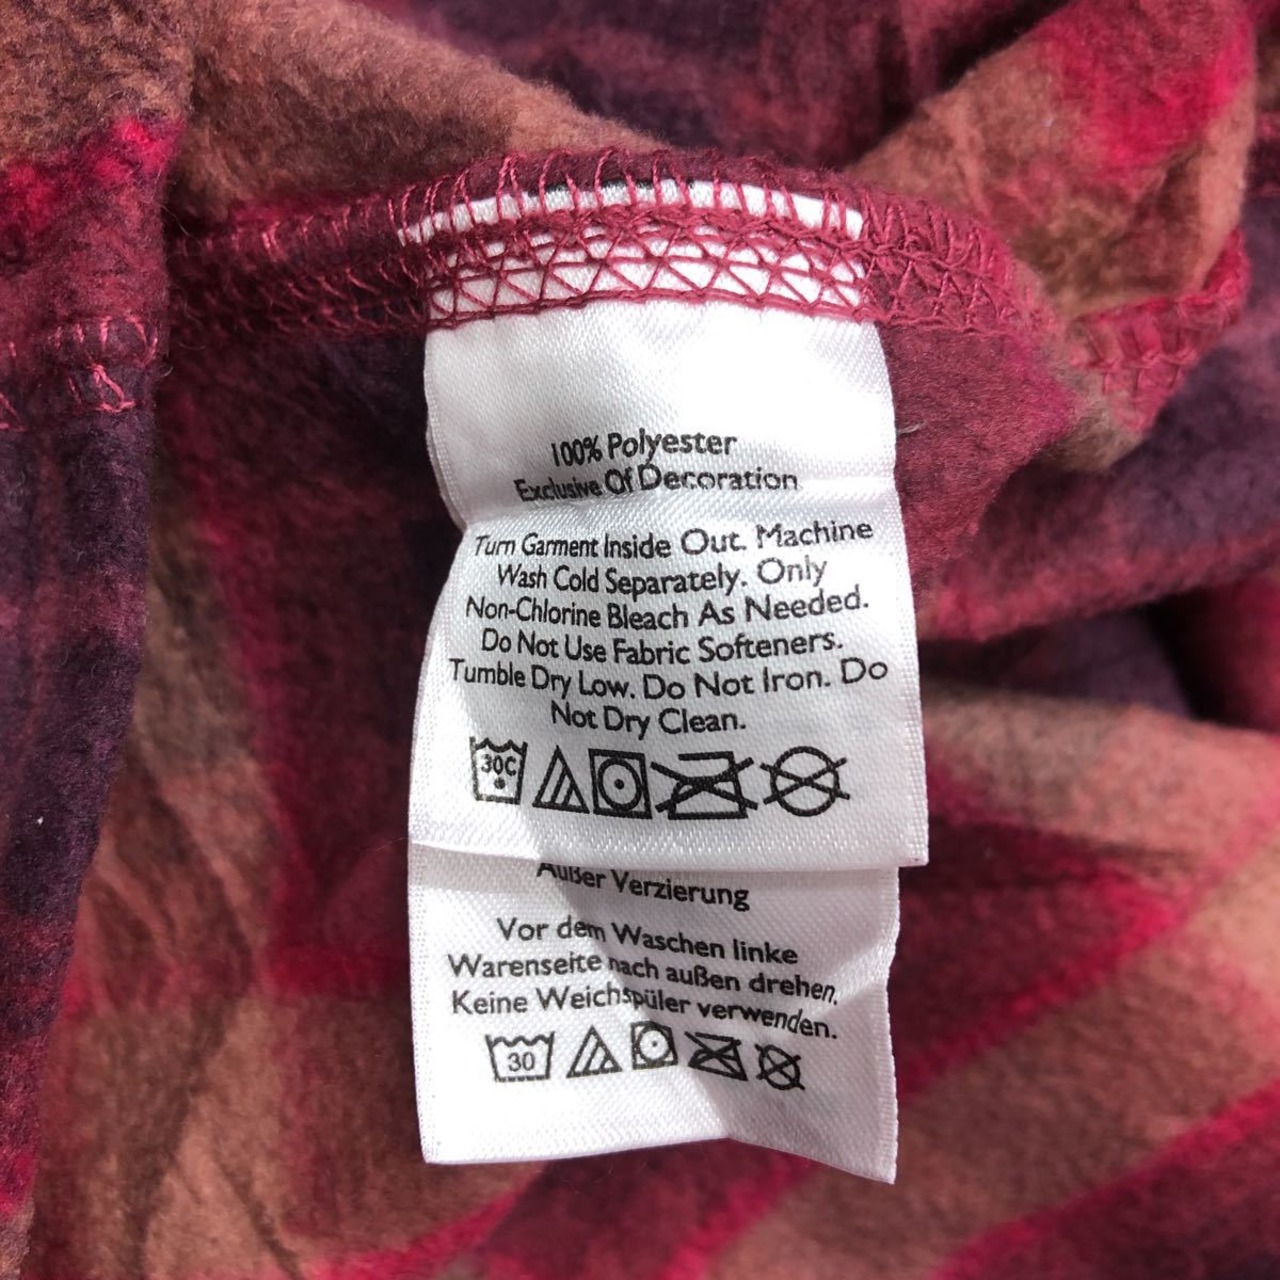 100% Polyester
Exclusive Of Decoration
Turn Garment Inside Out. Machine
Wash Cold Separately. Only
Non-Chlorine Bleach As Needed.
Do Not Use Fabric Softeners.
Tumble Dry Low. Do Not Iron. Do
Not Dry Clean.
30C
Außer Verzierung
Vor dem Waschen linke
Warenseite nach außen drehen.
Keine Weichspüler verwenden.
30